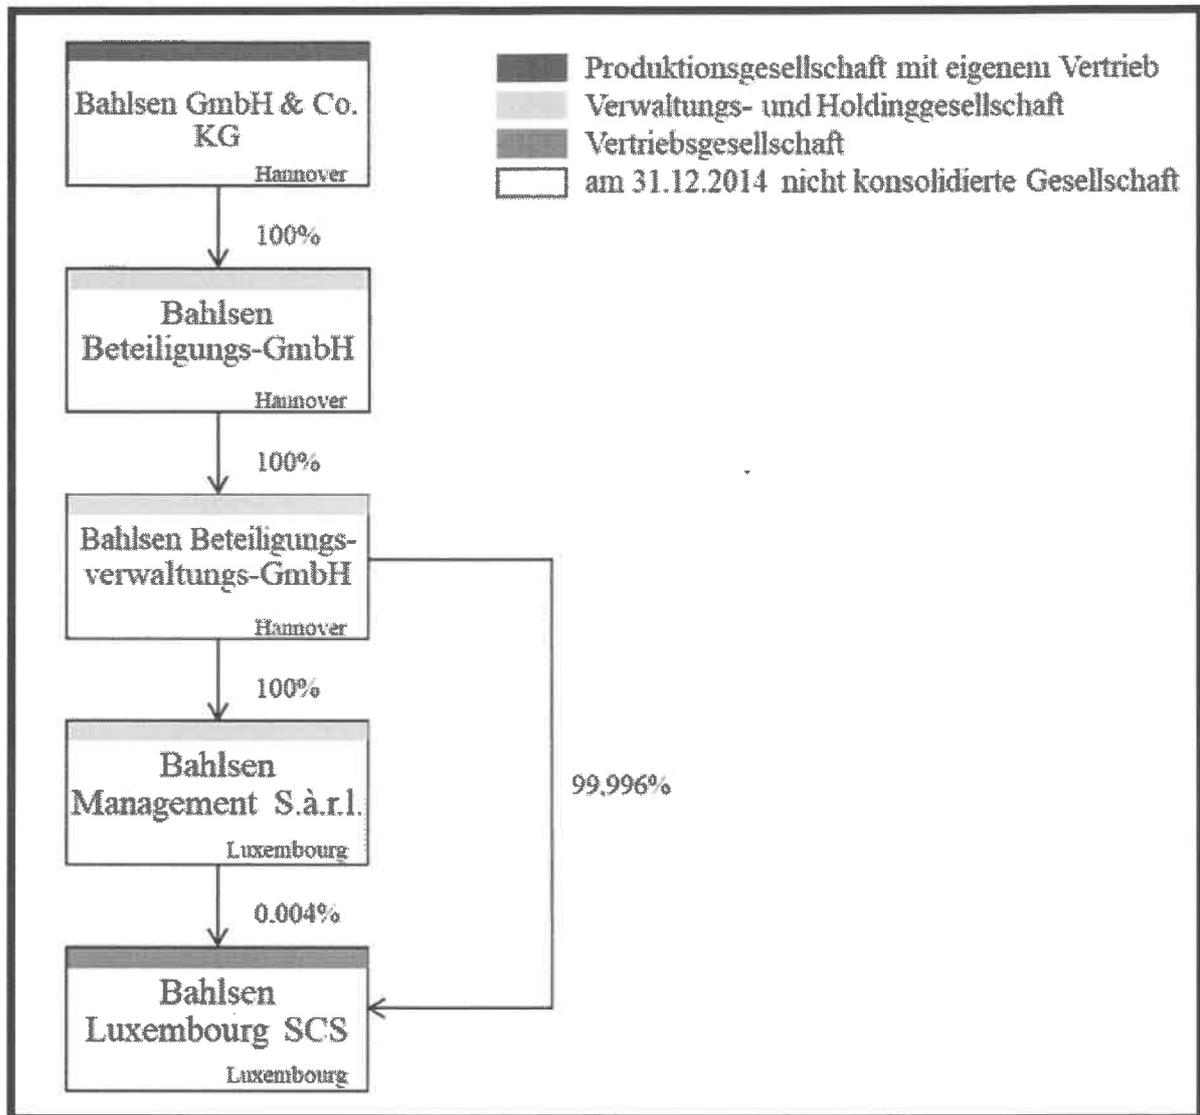 Bahlsen GmbH & Co.
KG
Hannover
Produktionsgesellschaft mit eigenem Vertrieb
Verwaltungs- und Holdinggesellschaft
Vertriebsgesellschaft
am 31.12.2014 nicht konsolidierte Gesellschaft
100%
Bahlsen
Beteiligungs-GmbH
Hannover
100%
Bahlsen Beteiligungs-
verwaltungs-GmbH
Hannover
100%
Bahlsen
Management S.à.r.l.
Luxembourg
99,996%
0.004%
Bahlsen
Luxembourg SCS
Luxembourg